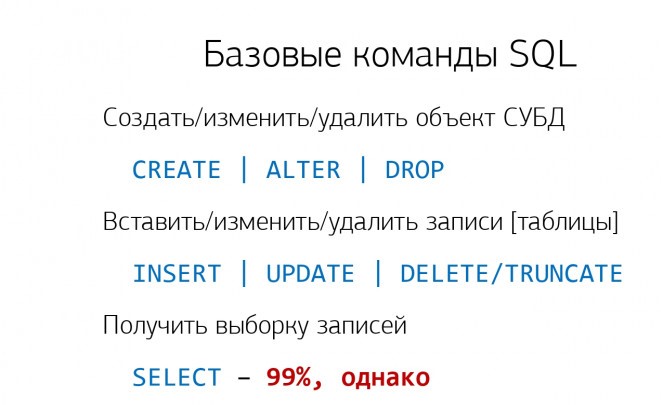 Базовые команды SQL
Создать/изменить/удалить объект СУБД
CREATE | ALTER | DROP
Вставить/изменить/удалить записи [таблицы]
INSERT | UPDATE | DELETE/TRUNCATE
Получить выборку записей
SELECT – 99%, однако